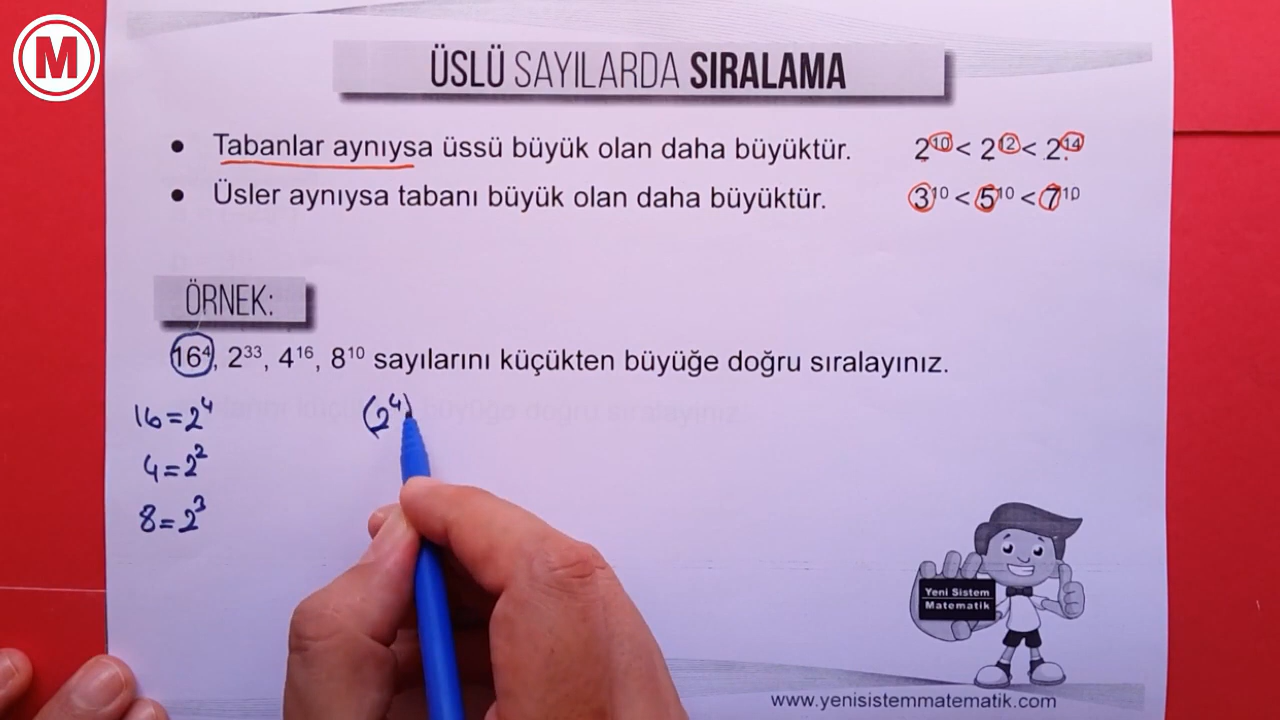 M
ÜSLÜ SAYILARDA SIRALAMA
• Tabanlar aynıysa üssü büyük olan daha büyüktür. 2¹⁰ < 2¹² < 2¹⁴
• Üsler aynıysa tabanı büyük olan daha büyüktür. 3¹⁰ < 5¹⁰ < 7¹⁰
ÖRNEK:
16⁴, 2³³, 4¹⁶, 8¹⁰ sayılarını küçükten büyüğe doğru sıralayınız.
16=2⁴ (2⁴)
4=2²
8=2³
Yeni Sistem
Matematik
www.yenisistemmatematik.com